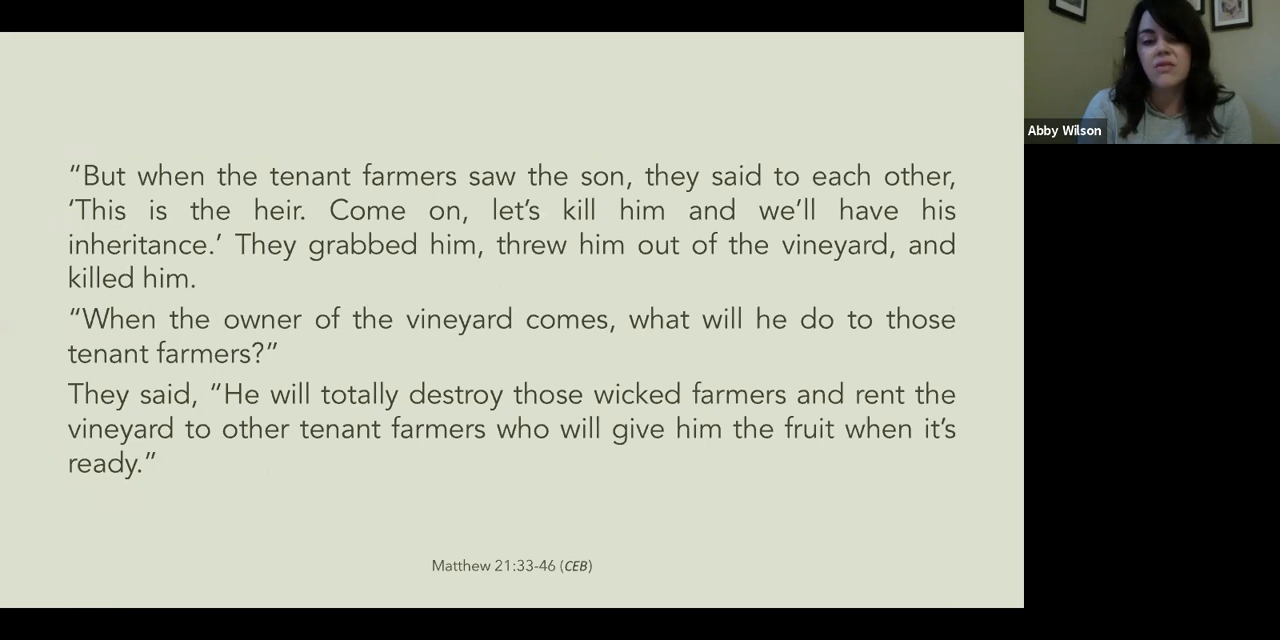 “But when the tenant farmers saw the son, they said to each other,
‘This is the heir. Come on, let’s kill him and we’ll have his
inheritance.’ They grabbed him, threw him out of the vineyard, and
killed him.
“When the owner of the vineyard comes, what will he do to those
tenant farmers?”
They said, “He will totally destroy those wicked farmers and rent the
vineyard to other tenant farmers who will give him the fruit when it’s
ready.”
Matthew 21:33-46 (CEB)
Abby Wilson